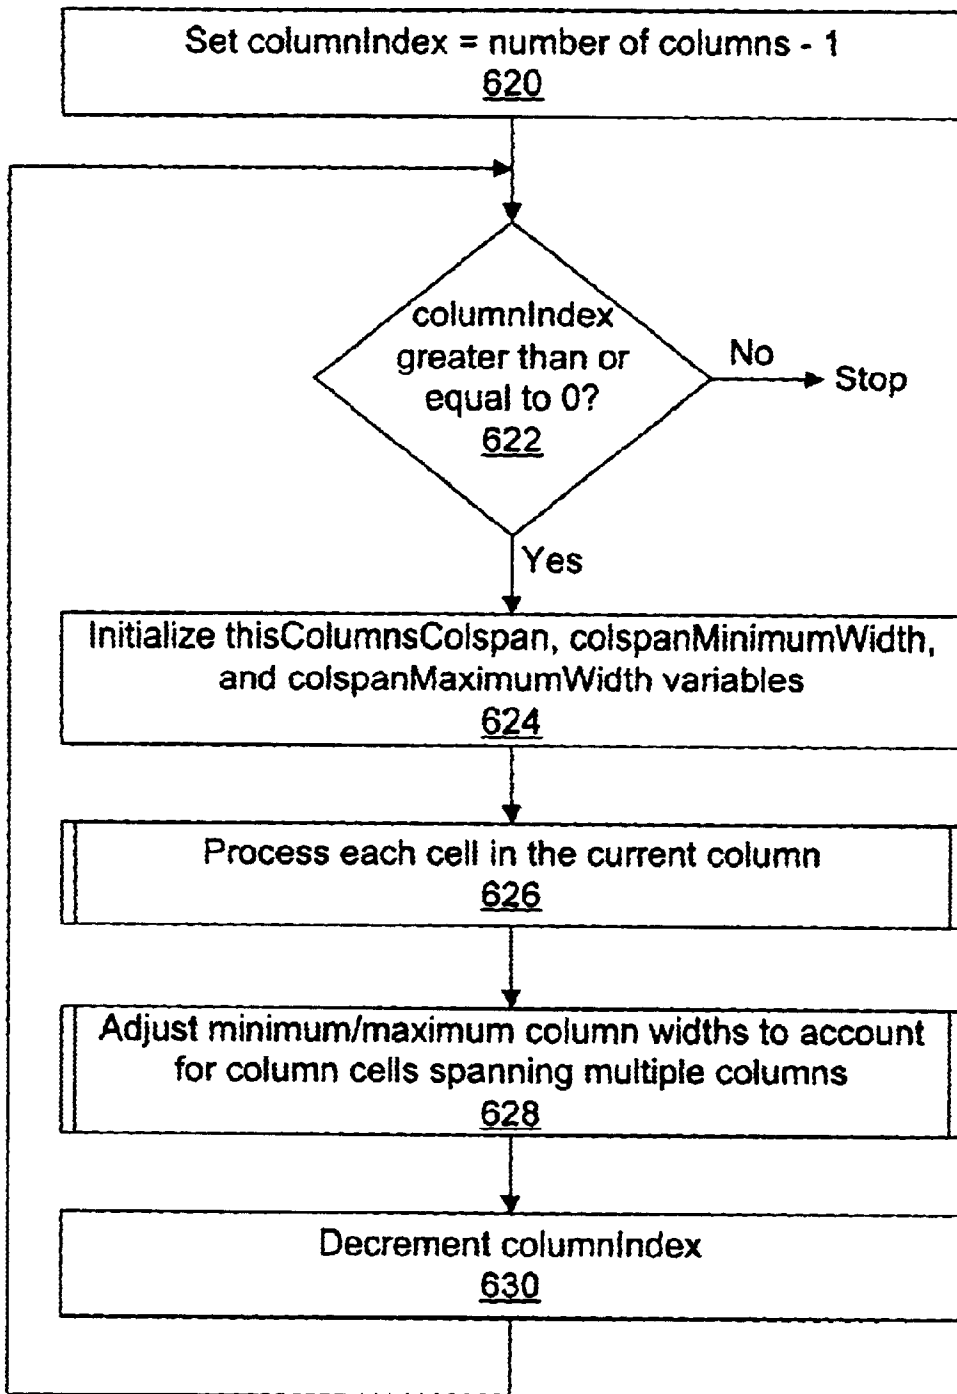 Set columnIndex = number of columns - 1
620
columnIndex
greater than or
equal to 0?
622
No
Stop
Yes
Initialize thisColumnsColspan, colspanMinimumWidth,
and colspanMaximumWidth variables
624
Process each cell in the current column
626
Adjust minimum/maximum column widths to account
for column cells spanning multiple columns
628
Decrement columnIndex
630